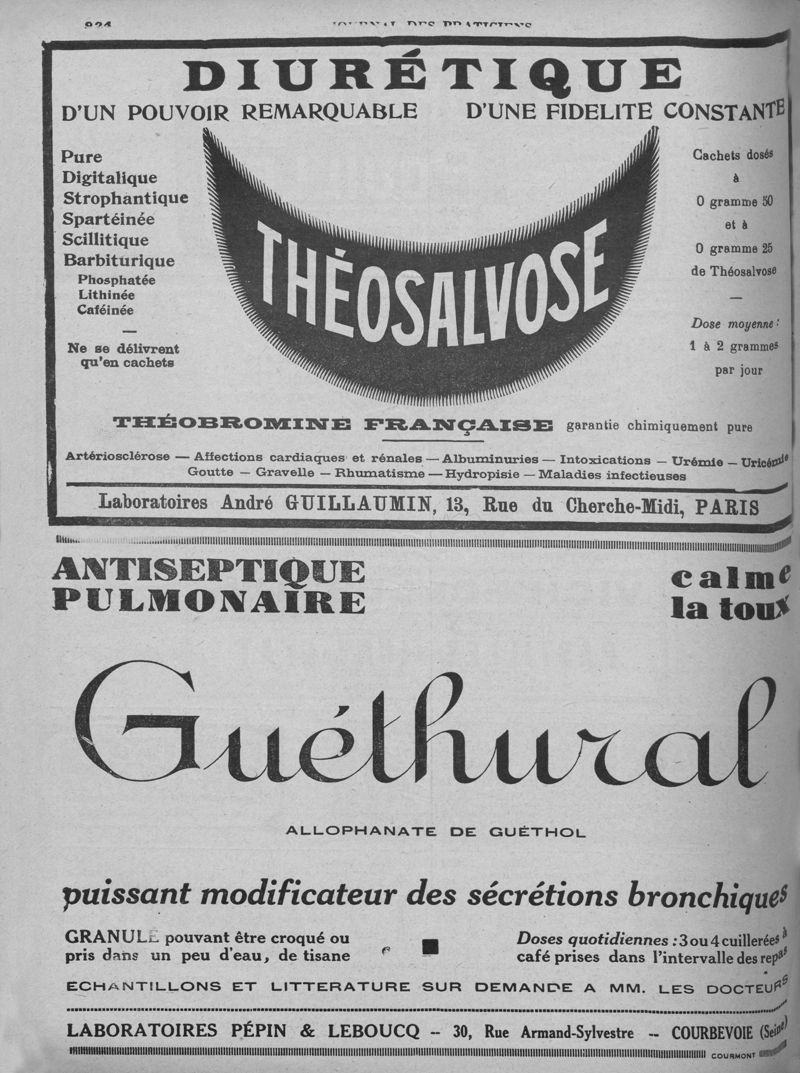 DIURÉTIQUE
D'UN POUVOIR REMARQUABLE D'UNE FIDELITE CONSTANTE
Pure
Digitalique
Strophantique
Spartéinée
Scillitique
Barbiturique
Phosphatée
Lithinée
Caféinée
Ne se délivrent
qu'en cachets
THÉOSALVOSE
Cachets dosés
à
0 gramme 50
et à
0 gramme 25
de Théosalvose
Dose moyenne :
1 à 2 grammes
par jour
THÉOBROMINE FRANÇAISE garantie chimiquement pure
Artériosclérose — Affections cardiaques et rénales — Albuminuries — Intoxications — Urémie — Uricémie
Goutte — Gravelle — Rhumatisme — Hydropisie — Maladies infectieuses
Laboratoires André GUILLAUMIN, 13, Rue du Cherche-Midi, PARIS
ANTISEPTIQUE
PULMONAIRE
calme
la toux
Guéthural
ALLOPHANATE DE GUÉTHOL
puissant modificateur des sécrétions bronchiques
GRANULÉ pouvant être croqué ou
pris dans un peu d'eau, de tisane
Doses quotidiennes : 3 ou 4 cuillerées à
café prises dans l'intervalle des repas
ECHANTILLONS ET LITTERATURE SUR DEMANDE A MM. LES DOCTEURS
LABORATOIRES PÉPIN & LEBOUCQ -- 30, Rue Armand-Sylvestre -- COURBEVOIE (Seine)
COURMONT